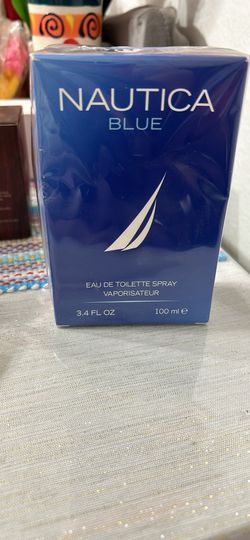 NAUTICA
BLUE
EAU DE TOILETTE SPRAY
VAPORISATEUR
3.4 FL OZ 100 ml ℮